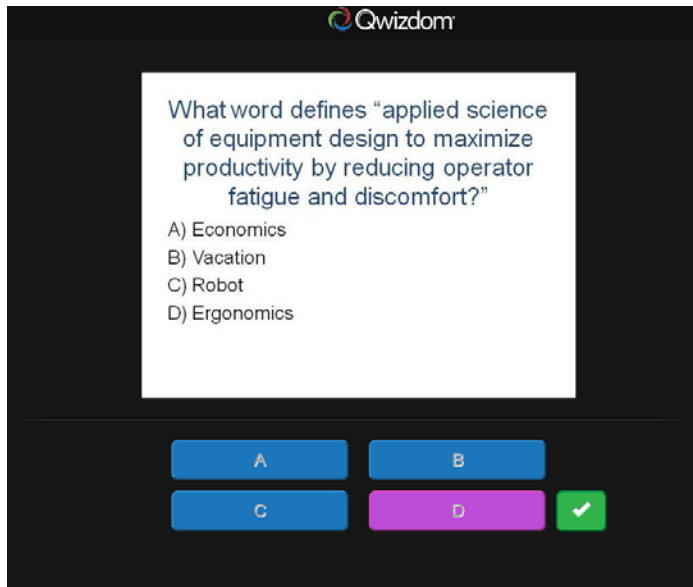 Qwizdom
What word defines “applied science
of equipment design to maximize
productivity by reducing operator
fatigue and discomfort?”
A) Economics
B) Vacation
C) Robot
D) Ergonomics
A
B
C
D